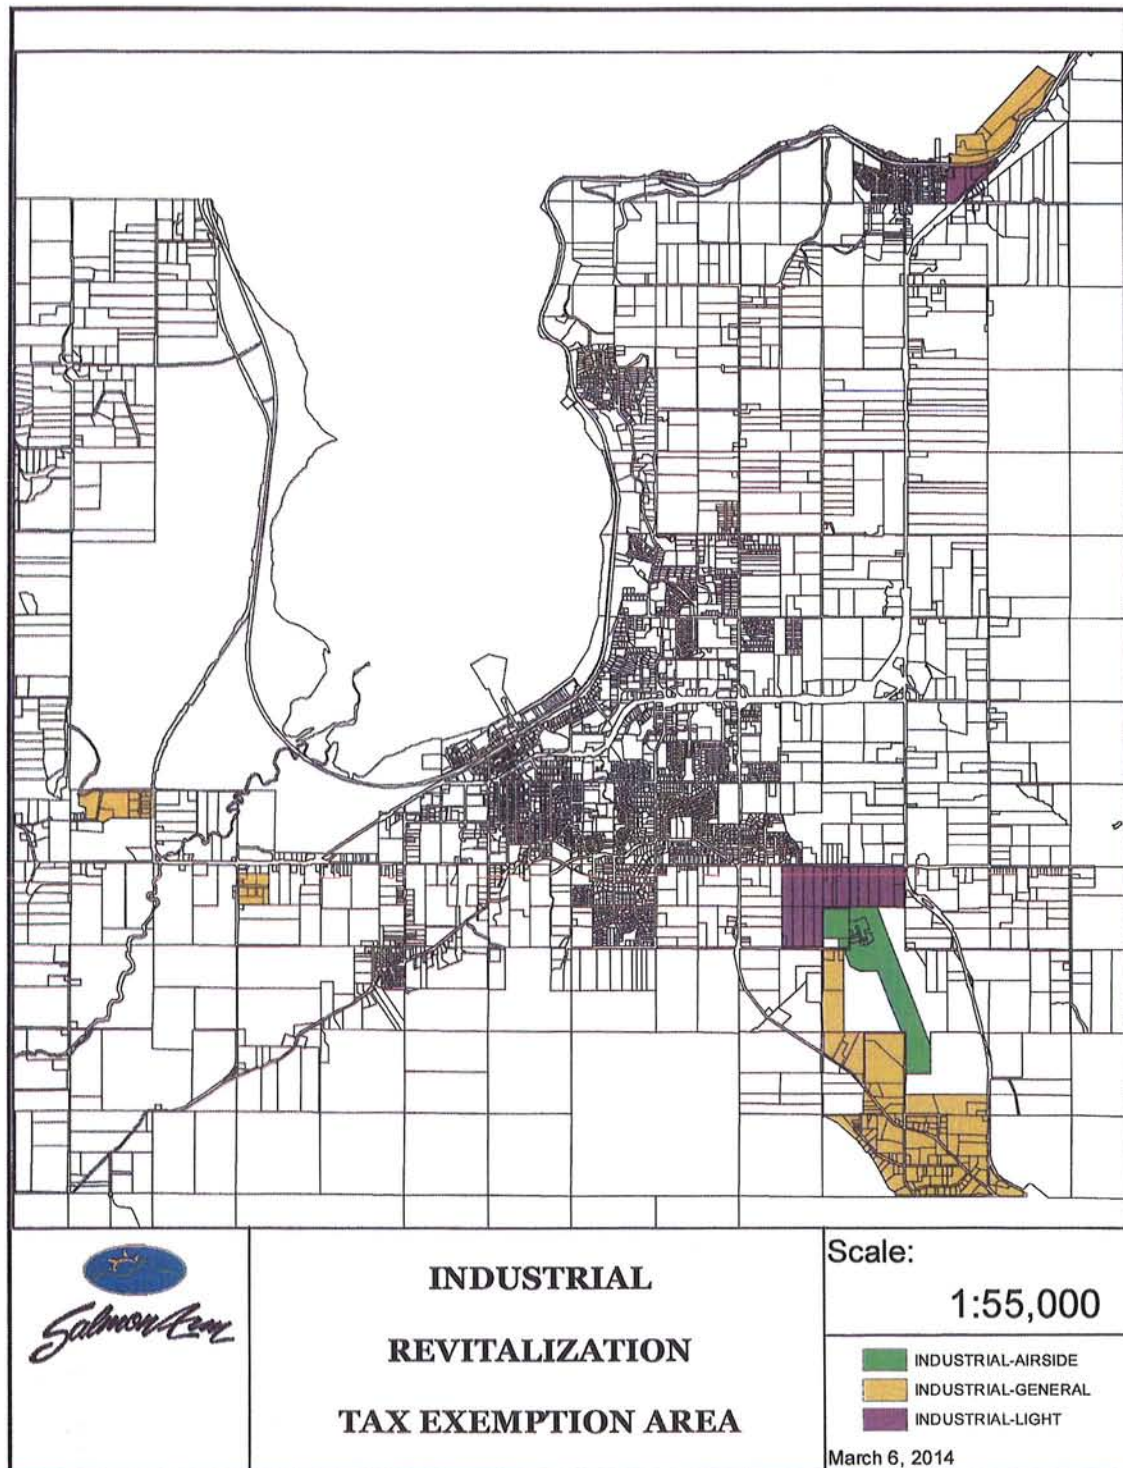 Salmon Arm
INDUSTRIAL
REVITALIZATION
TAX EXEMPTION AREA
Scale:
1:55,000
INDUSTRIAL-AIRSIDE
INDUSTRIAL-GENERAL
INDUSTRIAL-LIGHT
March 6, 2014